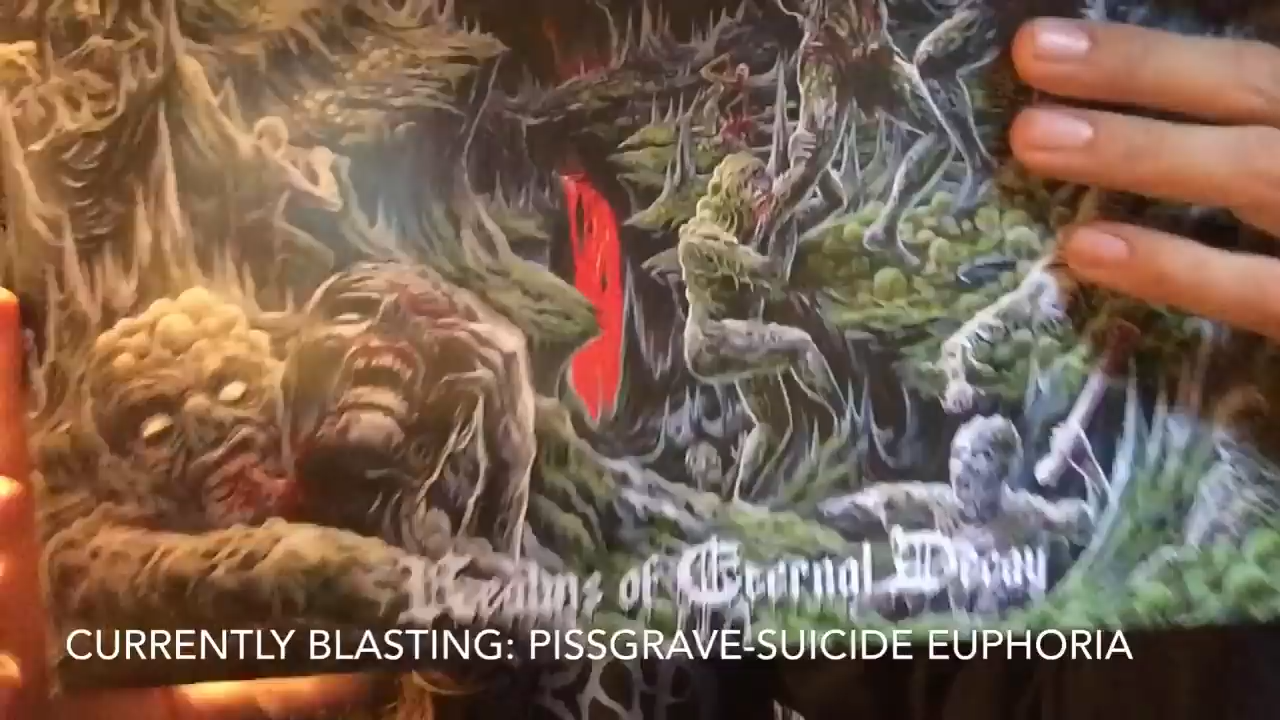 Realms of Eternal Decay
CURRENTLY BLASTING: PISSGRAVE-SUICIDE EUPHORIA